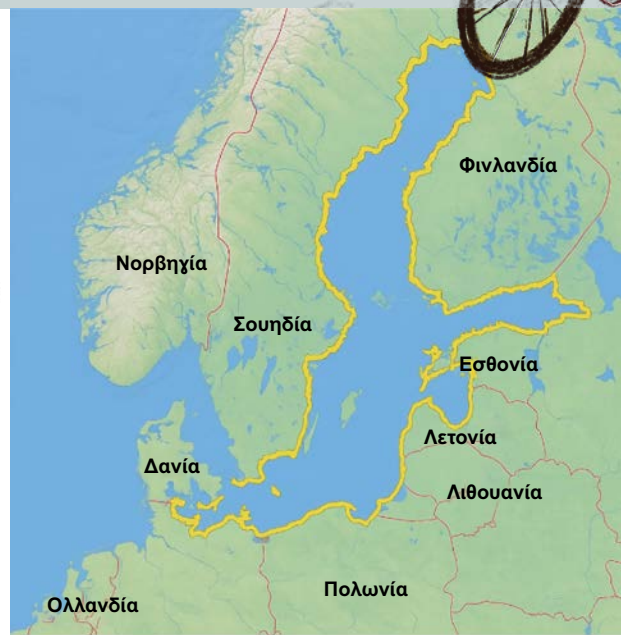 Φινλανδία
Νορβηγία
Σουηδία
Εσθονία
Λετονία
Δανία
Λιθουανία
Πολωνία
Ολλανδία